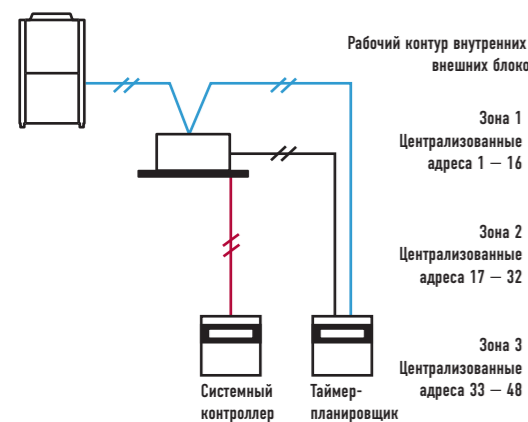 Рабочий контур внутренних
внешних блоко
Зона 1
Централизованные
адреса 1 — 16
Зона 2
Централизованные
адреса 17 — 32
Зона 3
Централизованные
адреса 33 — 48
Системный
контроллер
Таймер-
планировщик